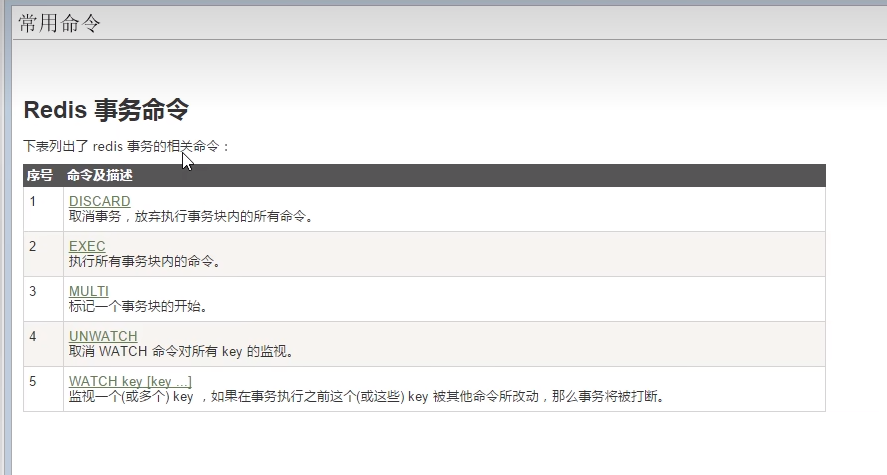 常用命令
Redis 事务命令
下表列出了 redis 事务的相关命令：
序号 命令及描述
1 DISCARD
取消事务，放弃执行事务块内的所有命令。
2 EXEC
执行所有事务块内的命令。
3 MULTI
标记一个事务块的开始。
4 UNWATCH
取消 WATCH 命令对所有 key 的监视。
5 WATCH key [key ...]
监视一个(或多个) key ，如果在事务执行之前这个(或这些) key 被其他命令所改动，那么事务将被打断。